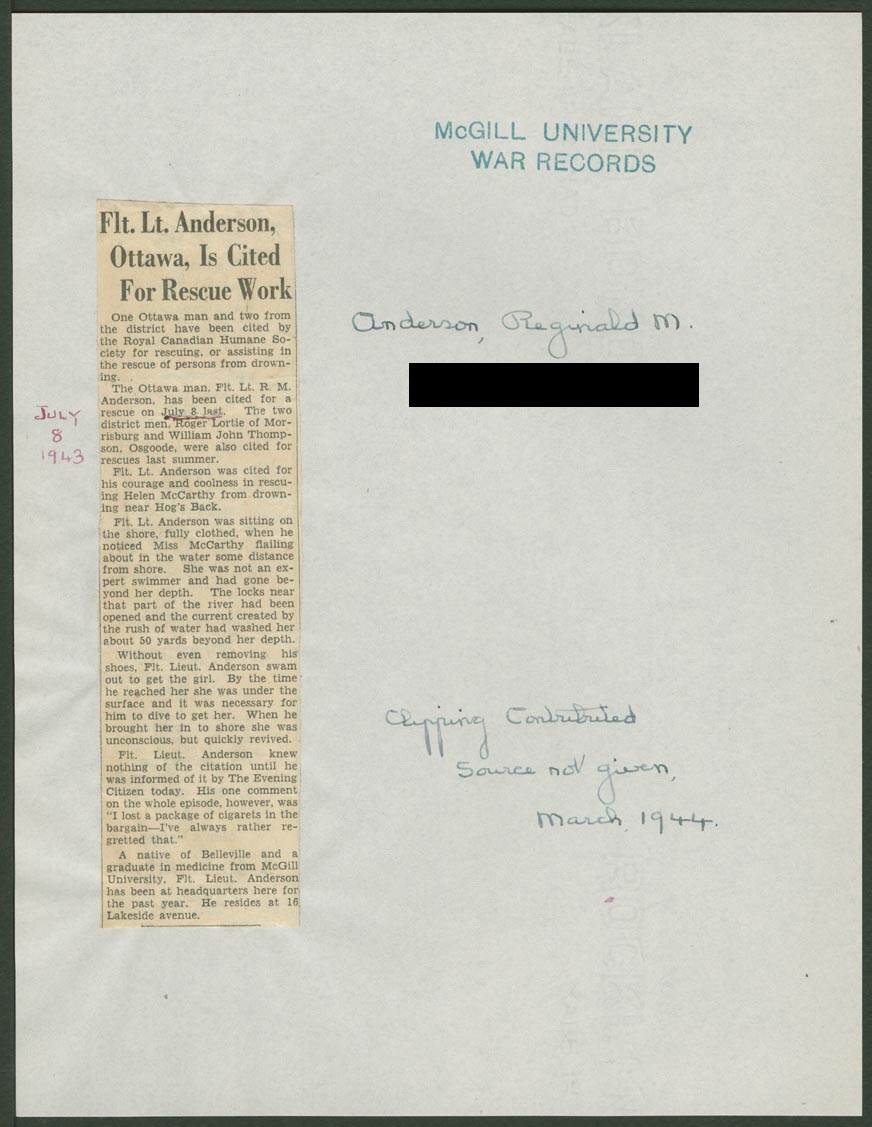 McGILL UNIVERSITY
WAR RECORDS
Flt. Lt. Anderson,
Ottawa, Is Cited
For Rescue Work
One Ottawa man and two from
the district have been cited by
the Royal Canadian Humane So-
ciety for rescuing, or assisting in
the rescue of persons from drown-
ing.
The Ottawa man, Flt. Lt. R. M.
Anderson, has been cited for a
rescue on July 8 last. The two
district men, Roger Lortie of Mor-
risburg and William John Thomp-
son, Osgoode, were also cited for
rescues last summer.
Flt. Lt. Anderson was cited for
his courage and coolness in rescu-
ing Helen McCarthy from drown-
ing near Hog's Back.
Flt. Lt. Anderson was sitting on
the shore, fully clothed, when he
noticed Miss McCarthy flailing
about in the water some distance
from shore. She was not an ex-
pert swimmer and had gone be-
yond her depth. The locks near
that part of the river had been
opened and the current created by
the rush of water had washed her
about 50 yards beyond her depth.
Without even removing his
shoes, Flt. Lieut. Anderson swam
out to get the girl. By the time
he reached her she was under the
surface and it was necessary for
him to dive to get her. When he
brought her in to shore she was
unconscious, but quickly revived.
Flt. Lieut. Anderson knew
nothing of the citation until he
was informed of it by The Evening
Citizen today. His one comment
on the whole episode, however, was
"I lost a package of cigarets in the
bargain—I've always rather re-
gretted that."
A native of Belleville and a
graduate in medicine from McGill
University, Flt. Lieut. Anderson
has been at headquarters here for
the past year. He resides at 16
Lakeside avenue.
JULY
8
1943
Anderson, Reginald M.
Clipping Contributed
Source not given,
March, 1944.